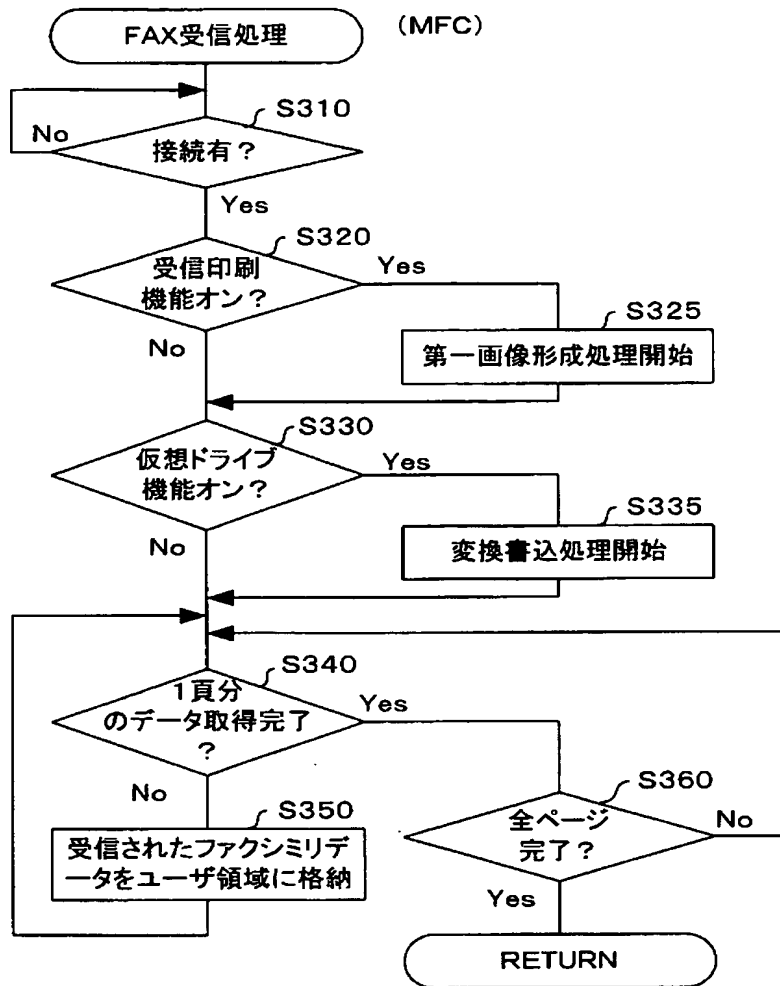 FAX受信処理
(MFC)
S310
No
接続有？
Yes
S320
受信印刷
機能オン？
Yes
No
S325
第一画像形成処理開始
S330
仮想ドライブ
機能オン？
Yes
No
S335
変換書込処理開始
S340
1頁分
のデータ取得完了
？
Yes
No
S350
受信されたファクシミリデ
ータをユーザ領域に格納
S360
全ページ
完了？
No
Yes
RETURN